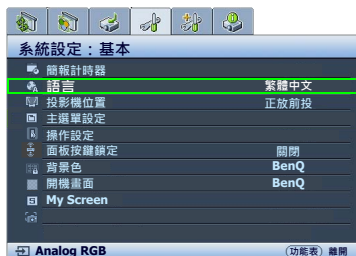 系統設定：基本
簡報計時器
語言 繁體中文
投影機位置 正放前投
主選單設定
操作設定
面板按鍵鎖定 關閉
背景色 BenQ
開機畫面 BenQ
My Screen
Analog RGB (功能表) 離開